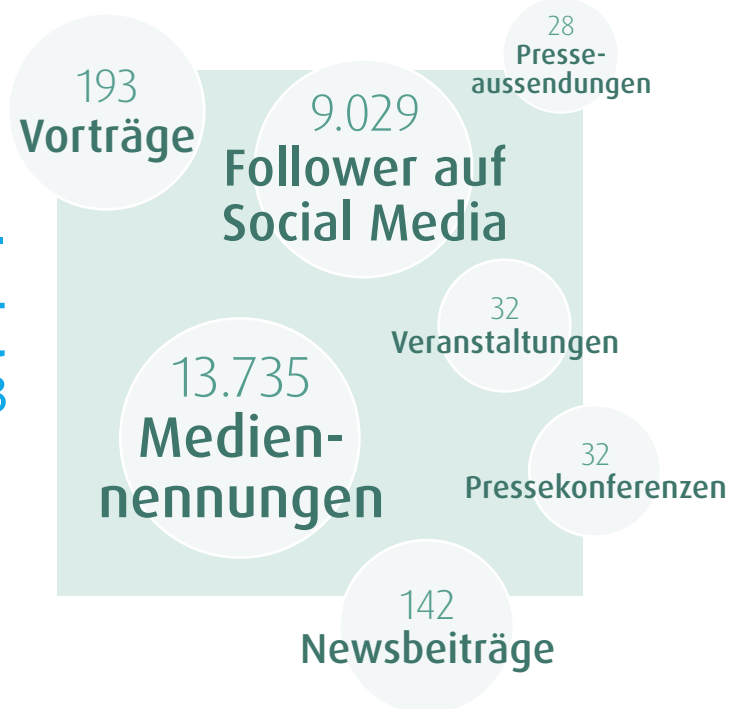 193
Vorträge
9.029
Follower auf
Social Media
28
Presse-
aussendungen
32
Veranstaltungen
13.735
Medien-
nennungen
32
Pressekonferenzen
142
Newsbeiträge